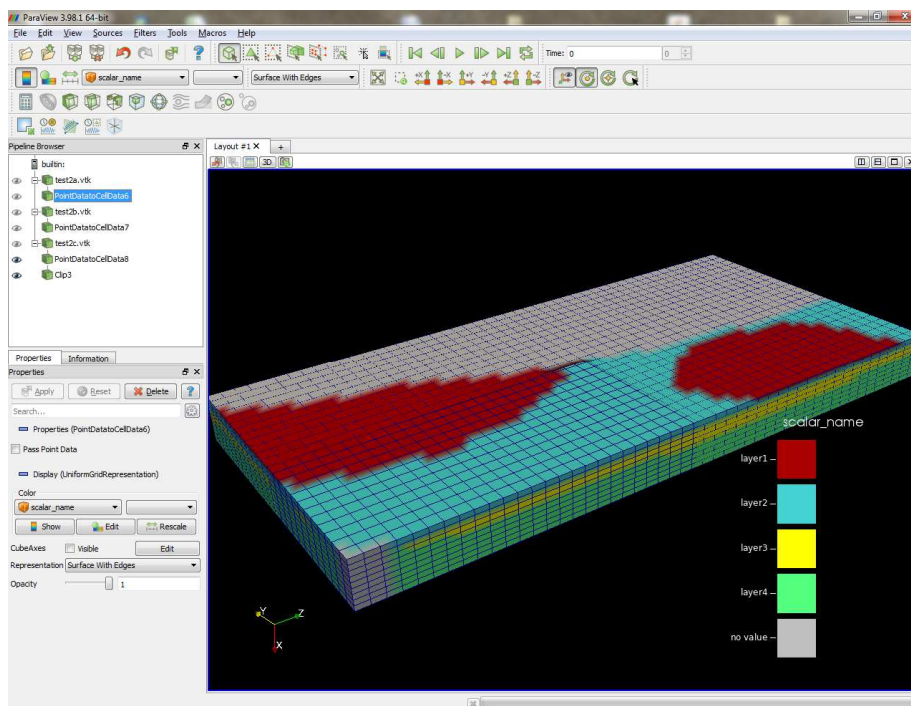 ParaView 3.98.1 64-bit
File Edit View Sources Filters Tools Macros Help
Time: 0 0
scalar_name Surface With Edges
Pipeline Browser
Layout #1 X +
3D
builtin:
test2a.vtk
PointDatatoCellData6
test2b.vtk
PointDatatoCellData7
test2c.vtk
PointDatatoCellData8
Clip3
Properties Information
Properties
Apply Reset Delete ?
Search...
Properties (PointDatatoCellData6)
Pass Point Data
Display (UniformGridRepresentation)
Color
scalar_name
Show Edit Rescale
CubeAxes Visible Edit
Representation Surface With Edges
Opacity 1
scalar_name
layer1
layer2
layer3
layer4
no value
Y Z
X